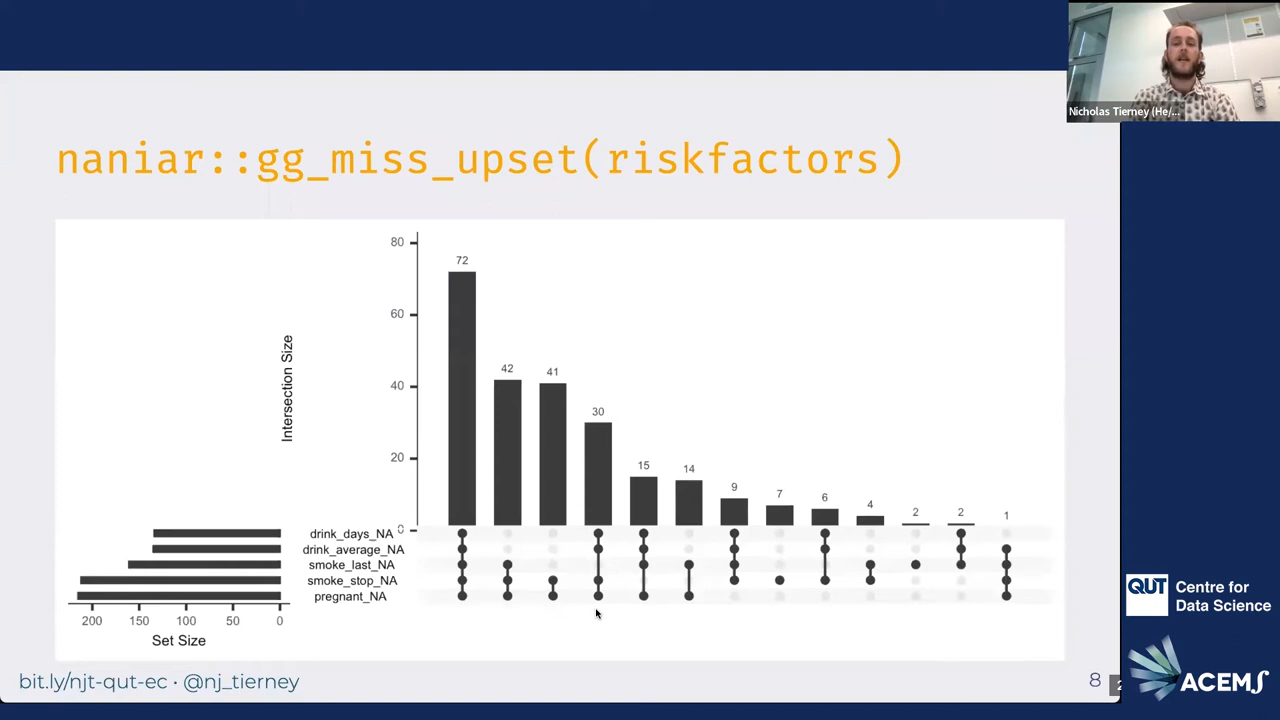 Nicholas Tierney (He/...
naniar::gg_miss_upset(riskfactors)
80
60
40
20
0
Intersection Size
72
42
41
30
15
14
9
7
6
4
2
2
1
drink_days_NA
drink_average_NA
smoke_last_NA
smoke_stop_NA
pregnant_NA
200
150
100
50
0
Set Size
bit.ly/njt-qut-ec · @nj_tierney
8
QUT
Centre for
Data Science
ACEMS